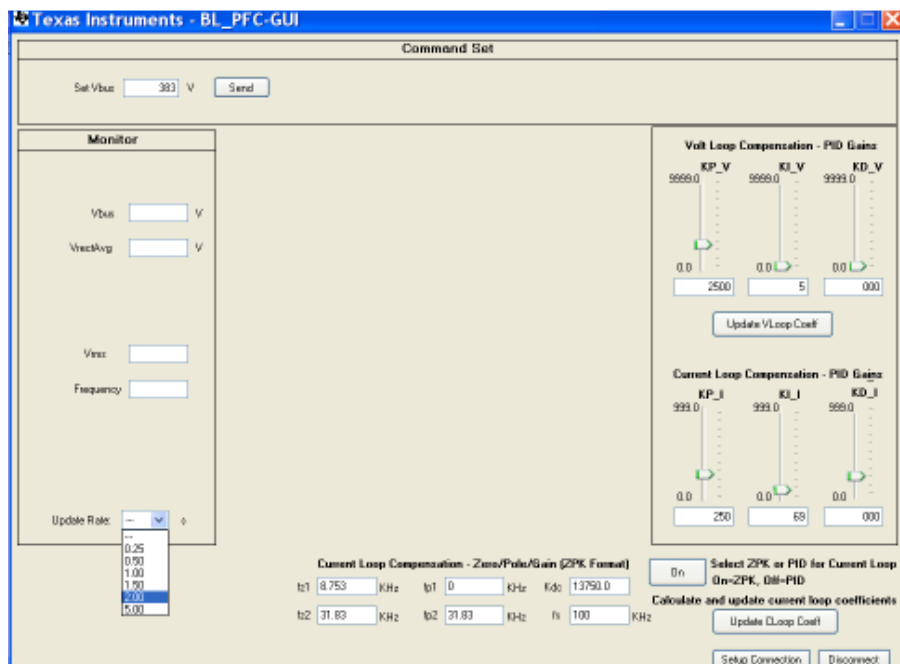 Texas Instruments - BL_PFC-GUI
Command Set
Set Vbus 383 V Send
Monitor
Vbus V
VrectAvg V
Vrms
Frequency
Update Rate: ---
---
0.25
0.50
1.00
1.50
2.00
5.00
Volt Loop Compensation - PID Gains
KP_V KI_V KD_V
9999.0 9999.0 9999.0
0.0 0.0 0.0
2500 5 000
Update VLoop Coeff
Current Loop Compensation - PID Gains
KP_I KI_I KD_I
999.0 999.0 999.0
0.0 0.0 0.0
250 69 000
Current Loop Compensation - Zero/Pole/Gain (ZPK Format)
fz1 8.753 KHz fp1 0 KHz Kdc 13750.0
fz2 31.83 KHz fp2 31.83 KHz fs 100 KHz
On
Select ZPK or PID for Current Loop
On=ZPK, Off=PID
Calculate and update current loop coefficients
Update CLoop Coeff
Setup Connection Disconnect